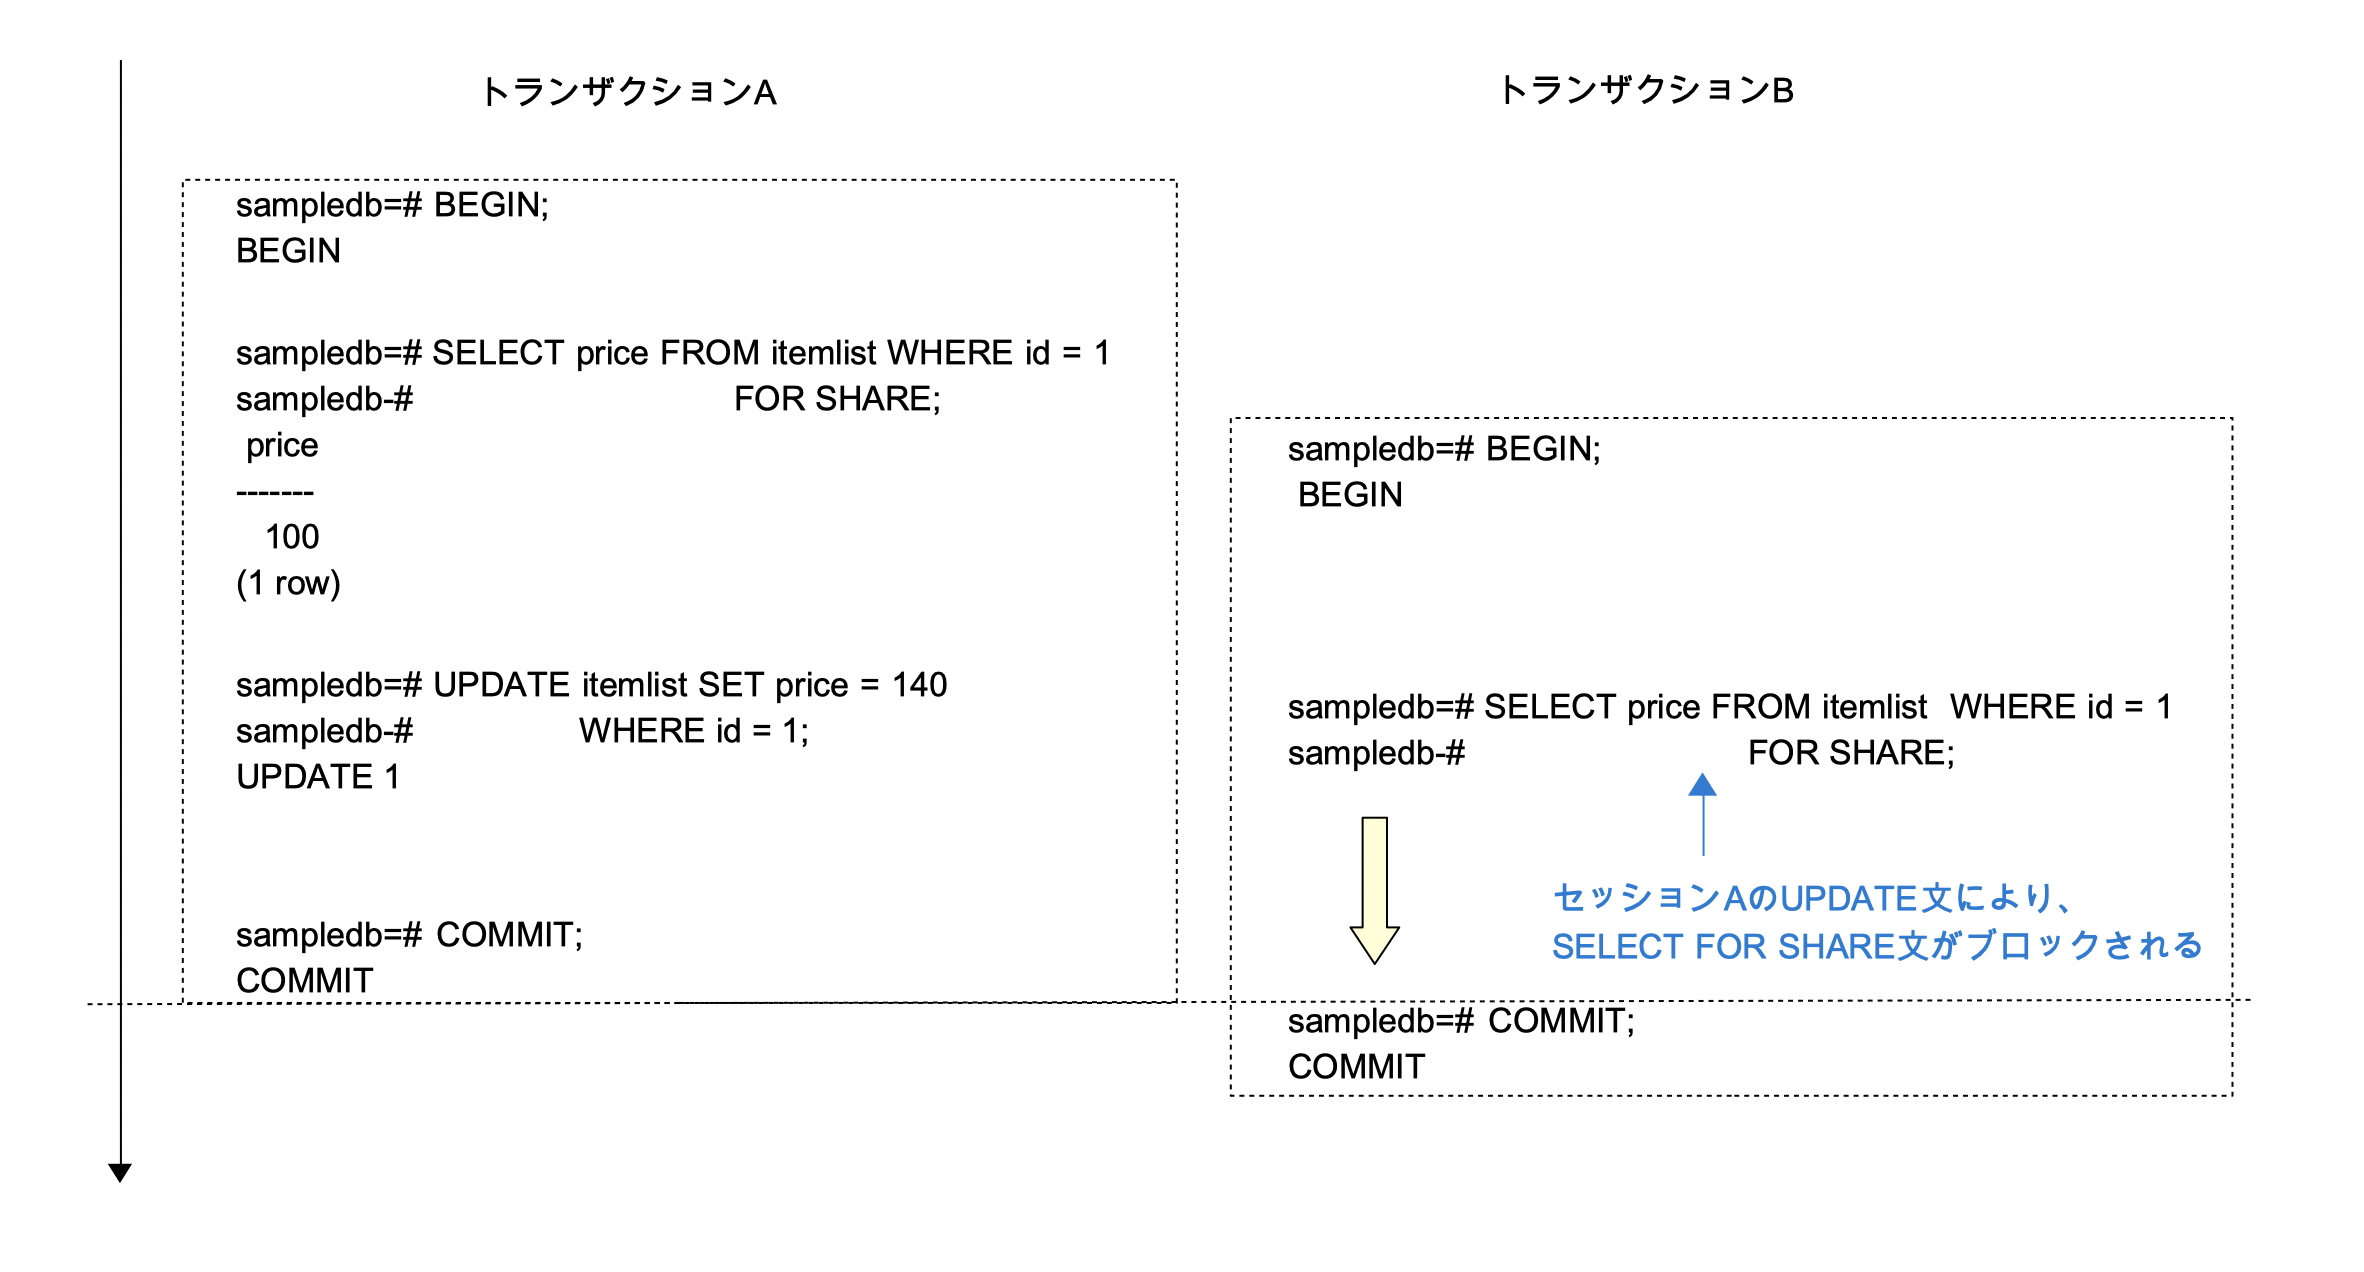 トランザクションA
sampledb=# BEGIN;
BEGIN
sampledb=# SELECT price FROM itemlist WHERE id = 1
sampledb-# FOR SHARE;
price
-------
100
(1 row)
sampledb=# UPDATE itemlist SET price = 140
sampledb-# WHERE id = 1;
UPDATE 1
sampledb=# COMMIT;
COMMIT
トランザクションB
sampledb=# BEGIN;
BEGIN
sampledb=# SELECT price FROM itemlist WHERE id = 1
sampledb-# FOR SHARE;
セッションAのUPDATE文により、
SELECT FOR SHARE文がブロックされる
sampledb=# COMMIT;
COMMIT